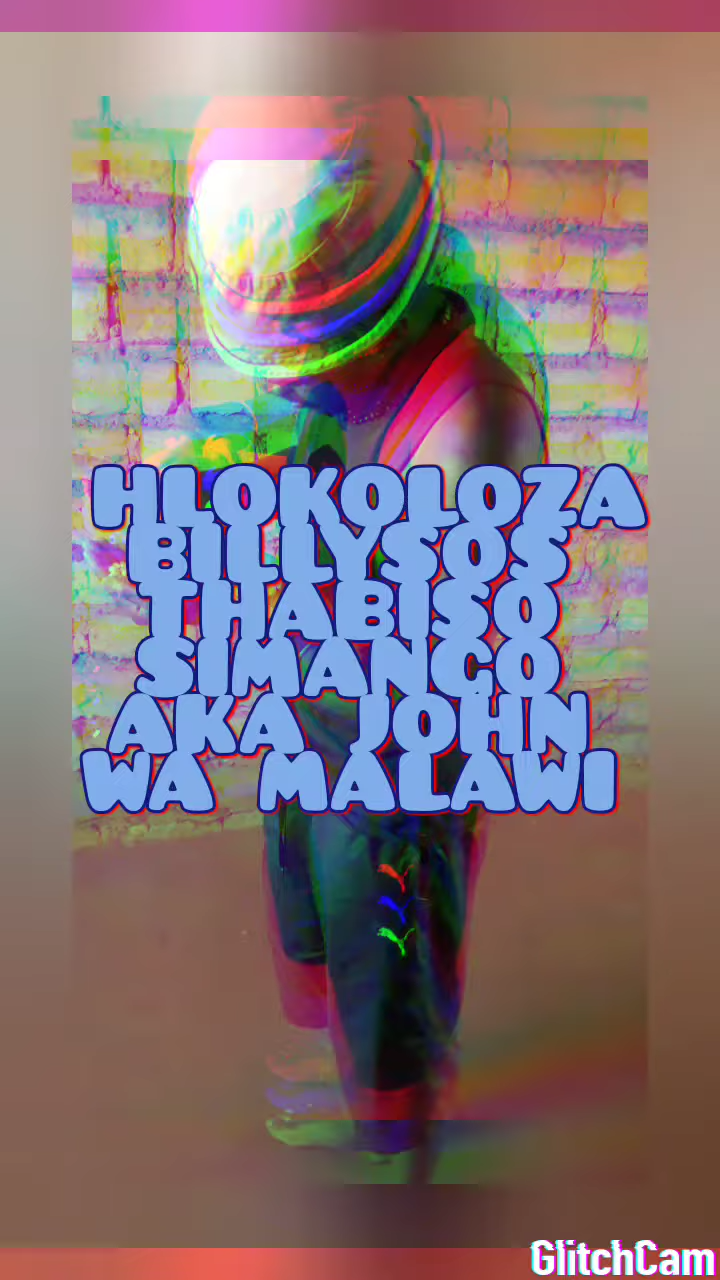 HLOKOLOZA
BILLYSOS
THABISO
SIMANGO
AKA JOHN
WA MALAWI
GlitchCam